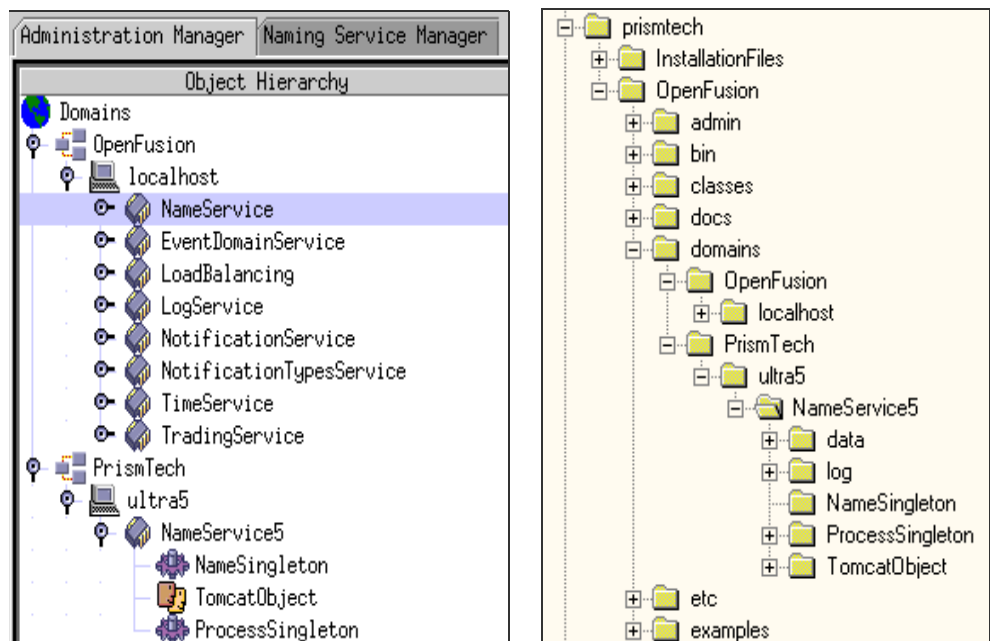 Administration Manager
Naming Service Manager
Object Hierarchy
Domains
OpenFusion
localhost
NameService
EventDomainService
LoadBalancing
LogService
NotificationService
NotificationTypesService
TimeService
TradingService
PrismTech
ultra5
NameService5
NameSingleton
TomcatObject
ProcessSingleton
prismtech
InstallationFiles
OpenFusion
admin
bin
classes
docs
domains
OpenFusion
localhost
PrismTech
ultra5
NameService5
data
log
NameSingleton
ProcessSingleton
TomcatObject
etc
examples